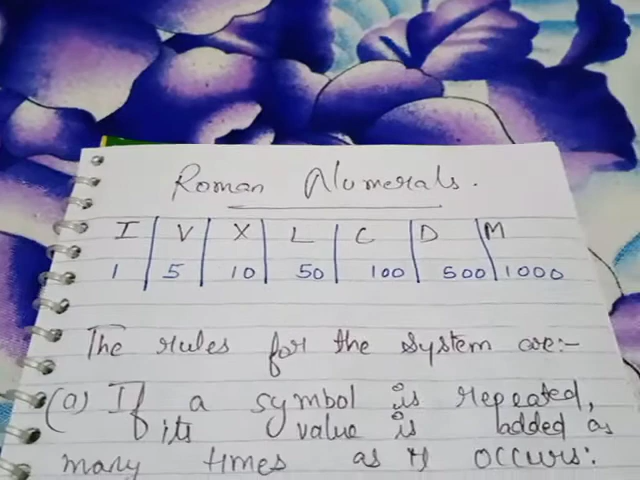 Roman Numerals.
I V X L C D M
1 5 10 50 100 500 1000
The rules for the system are:-
(a) If a symbol is repeated,
its value is added as
many times as it occurs: